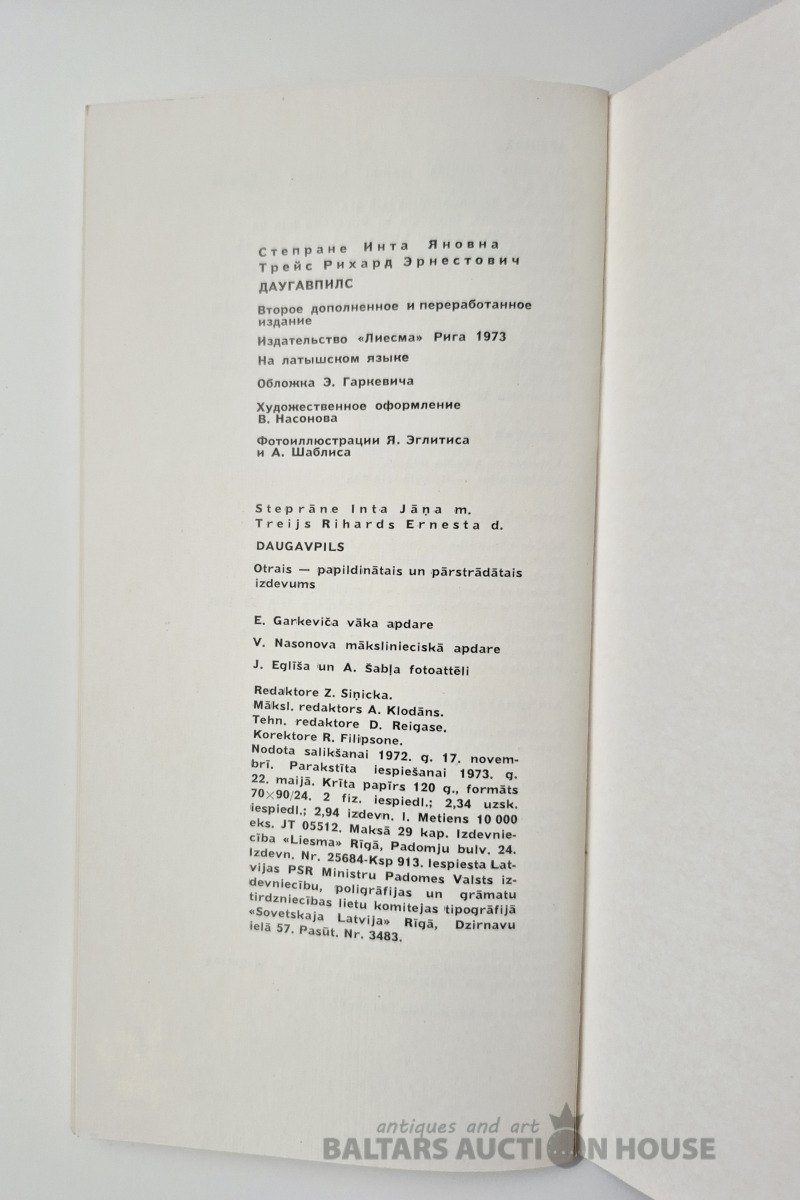 Степране Инта Яновна
Трейс Рихард Эрнестович
ДАУГАВПИЛС
Второе дополненное и переработанное
издание
Издательство «Лиесма» Рига 1973
На латышском языке
Обложка Э. Гаркевича
Художественное оформление
В. Насонова
Фотоиллюстрации Я. Эглитиса
и А. Шаблиса
Steprāne Inta Jāņa m.
Treijs Rihards Ernesta d.
DAUGAVPILS
Otrais — papildinātais un pārstrādātais
izdevums
E. Garkeviča vāka apdare
V. Nasonova mākslinieciskā apdare
J. Eglīša un A. Šabļa fotoattēli
Redaktore Z. Siņicka.
Māksl. redaktors A. Klodāns.
Tehn. redaktore D. Reigase.
Korektore R. Filipsone.
Nodota salikšanai 1972. g. 17. novem-
brī. Parakstīta iespiešanai 1973. g.
22. maijā. Krīta papīrs 120 g., formāts
70×90/24. 2 fiz. iespiedl.; 2,34 uzsk.
iespiedl.; 2,94 izdevn. l. Metiens 10 000
eks. JT 05512. Maksā 29 kap. Izdevnie-
cība «Liesma» Rīgā, Padomju bulv. 24.
Izdevn. Nr. 25684-Ksp 913. Iespiesta Lat-
vijas PSR Ministru Padomes Valsts iz-
devniecību, poligrāfijas un grāmatu
tirdzniecības lietu komitejas tipogrāfijā
«Sovetskaja Latvija» Rīgā, Dzirnavu
ielā 57. Pasūt. Nr. 3483.
antiques and art
BALTARS AUCTION HOUSE